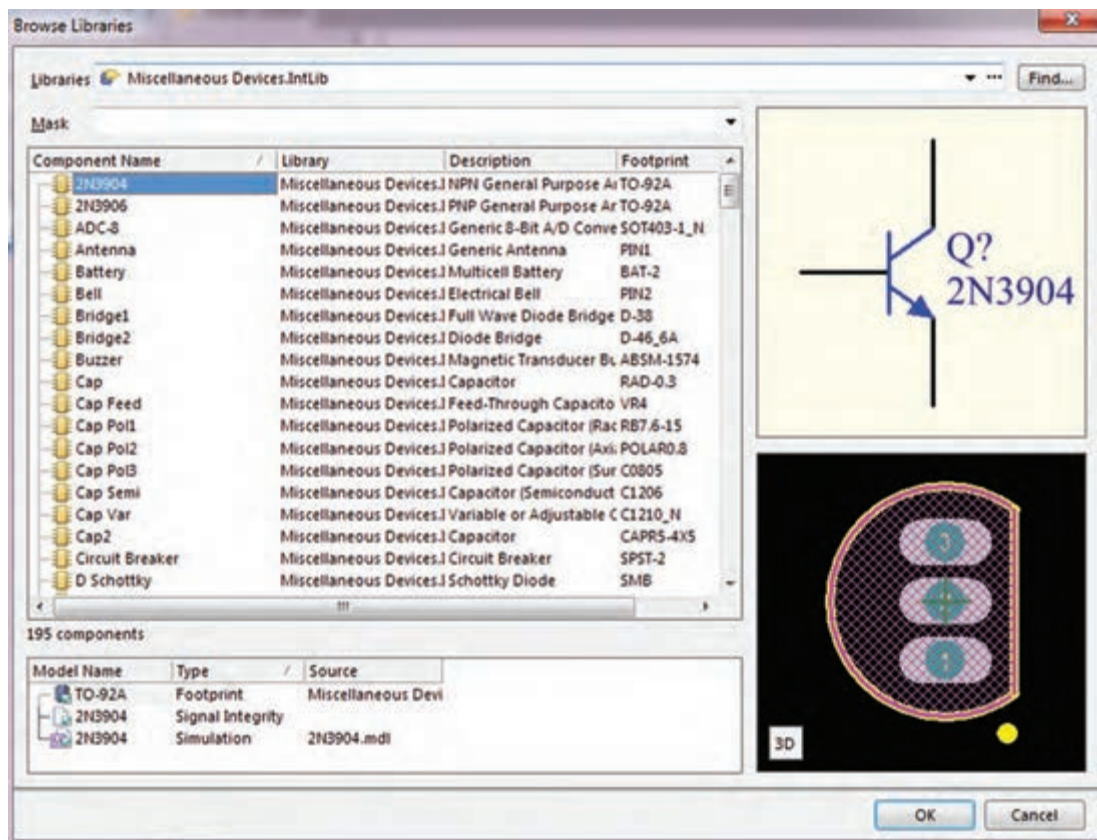 Browse Libraries
Libraries Miscellaneous Devices.IntLib ... Find...
Mask
Component Name / Library Description Footprint
2N3904 Miscellaneous Devices.I NPN General Purpose Ar TO-92A
2N3906 Miscellaneous Devices.I PNP General Purpose Ar TO-92A
ADC-8 Miscellaneous Devices.I Generic 8-Bit A/D Conve SOT403-1_N
Antenna Miscellaneous Devices.I Generic Antenna PIN1
Battery Miscellaneous Devices.I Multicell Battery BAT-2
Bell Miscellaneous Devices.I Electrical Bell PIN2
Bridge1 Miscellaneous Devices.I Full Wave Diode Bridge D-38
Bridge2 Miscellaneous Devices.I Diode Bridge D-46_6A
Buzzer Miscellaneous Devices.I Magnetic Transducer Bu ABSM-1574
Cap Miscellaneous Devices.I Capacitor RAD-0.3
Cap Feed Miscellaneous Devices.I Feed-Through Capacito VR4
Cap Pol1 Miscellaneous Devices.I Polarized Capacitor (Rac RB7.6-15
Cap Pol2 Miscellaneous Devices.I Polarized Capacitor (Axi POLAR0.8
Cap Pol3 Miscellaneous Devices.I Polarized Capacitor (Sur C0805
Cap Semi Miscellaneous Devices.I Capacitor (Semiconduct C1206
Cap Var Miscellaneous Devices.I Variable or Adjustable C C1210_N
Cap2 Miscellaneous Devices.I Capacitor CAPR5-4X5
Circuit Breaker Miscellaneous Devices.I Circuit Breaker SPST-2
D Schottky Miscellaneous Devices.I Schottky Diode SMB
195 components
Model Name Type / Source
TO-92A Footprint Miscellaneous Devi
2N3904 Signal Integrity
2N3904 Simulation 2N3904.mdl
Q?
2N3904
3
2
1
3D
OK Cancel